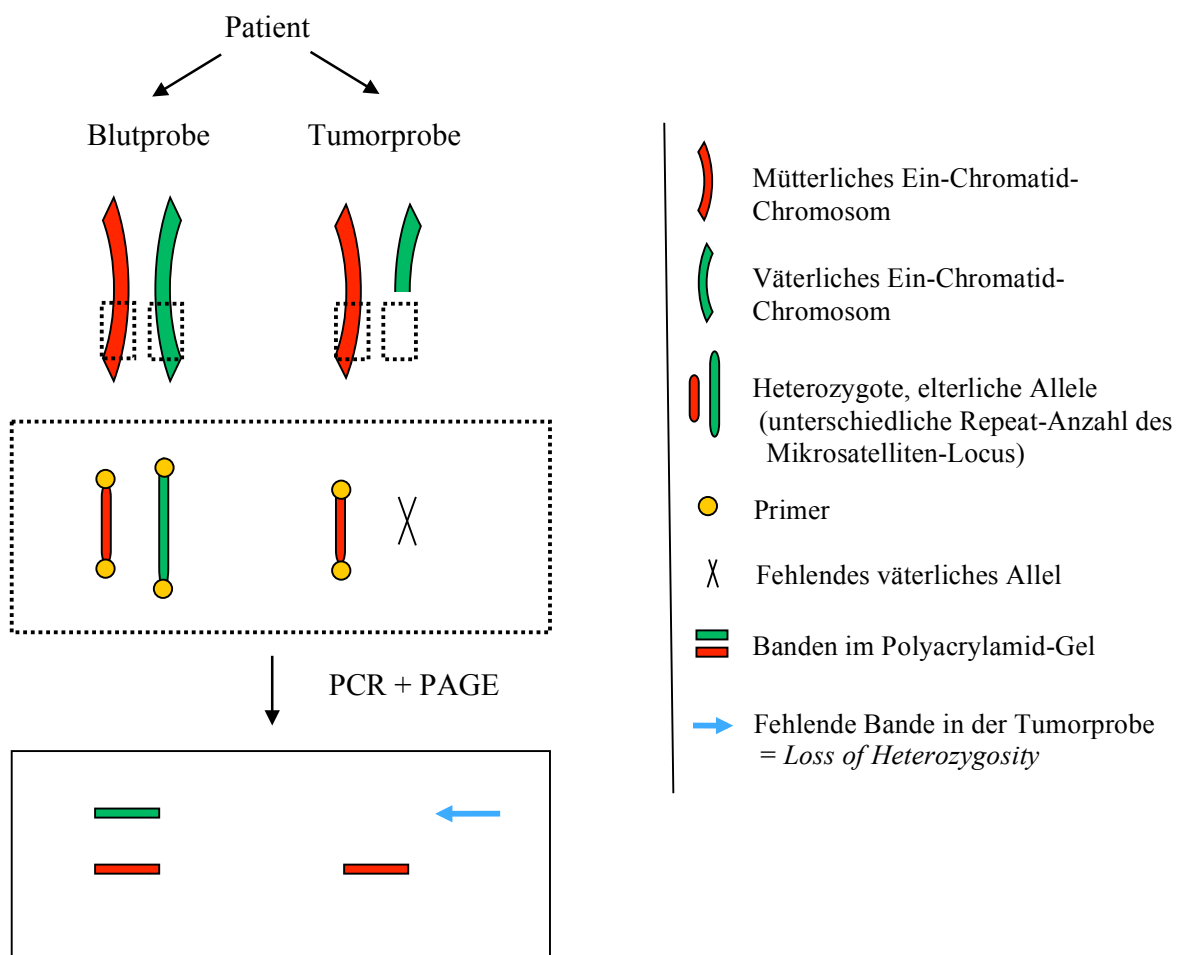 Patient
Blutprobe
Tumorprobe
PCR + PAGE
Mütterliches Ein-Chromatid-
Chromosom
Väterliches Ein-Chromatid-
Chromosom
Heterozygote, elterliche Allele
(unterschiedliche Repeat-Anzahl des
Mikrosatelliten-Locus)
Primer
Fehlendes väterliches Allel
Banden im Polyacrylamid-Gel
Fehlende Bande in der Tumorprobe
= Loss of Heterozygosity